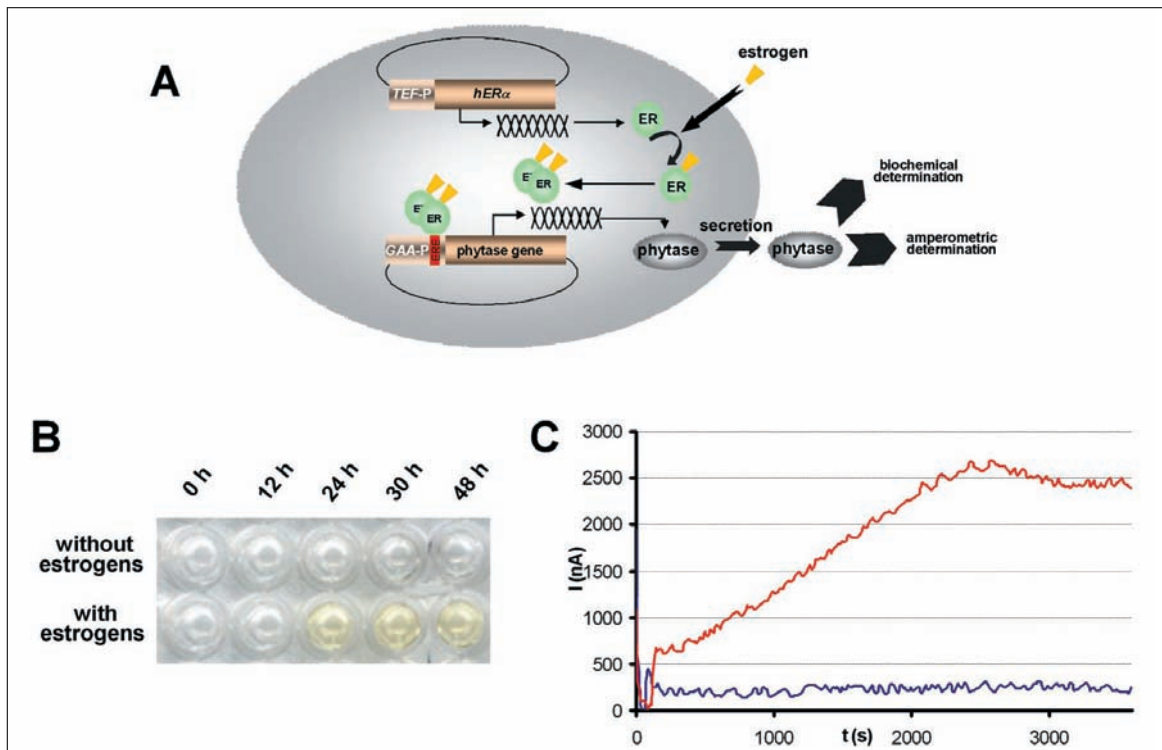 A
estrogen
TEF-P
hERα
ER
ER
ER
ER
GAA-P
ERE
phytase gene
phytase
secretion
phytase
biochemical
determination
amperometric
determination
B
0 h
12 h
24 h
30 h
48 h
without
estrogens
with
estrogens
C
I (nA)
3000
2500
2000
1500
1000
500
0
0
1000
2000
3000
t (s)